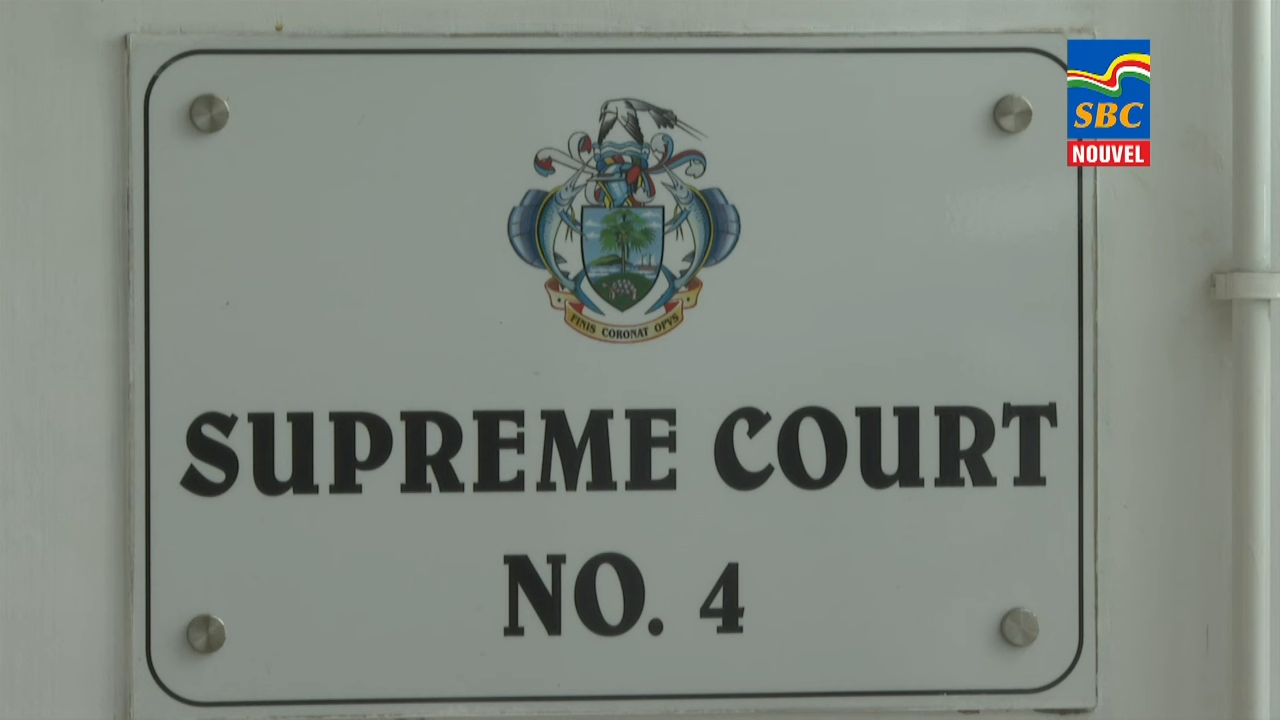 SBC
NOUVEL
FINIS CORONAT OPVS
SUPREME COURT
NO. 4